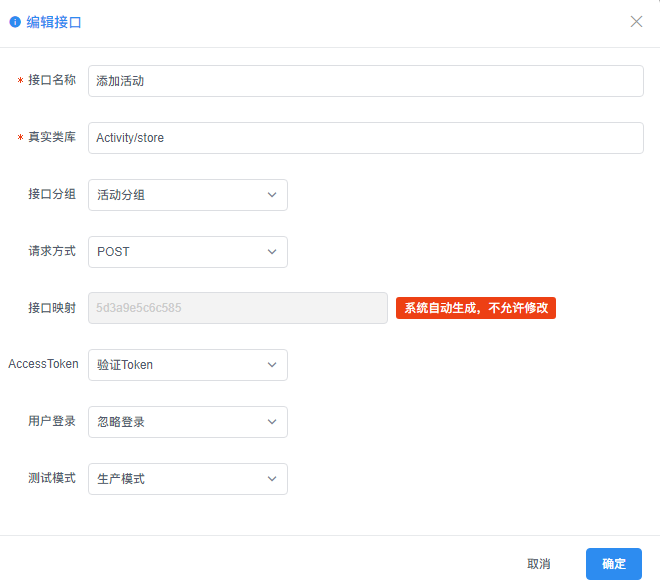 编辑接口
* 接口名称 添加活动
* 真实类库 Activity/store
接口分组 活动分组
请求方式 POST
接口映射 5d3a9e5c6c585 系统自动生成，不允许修改
AccessToken 验证Token
用户登录 忽略登录
测试模式 生产模式
取消 确定